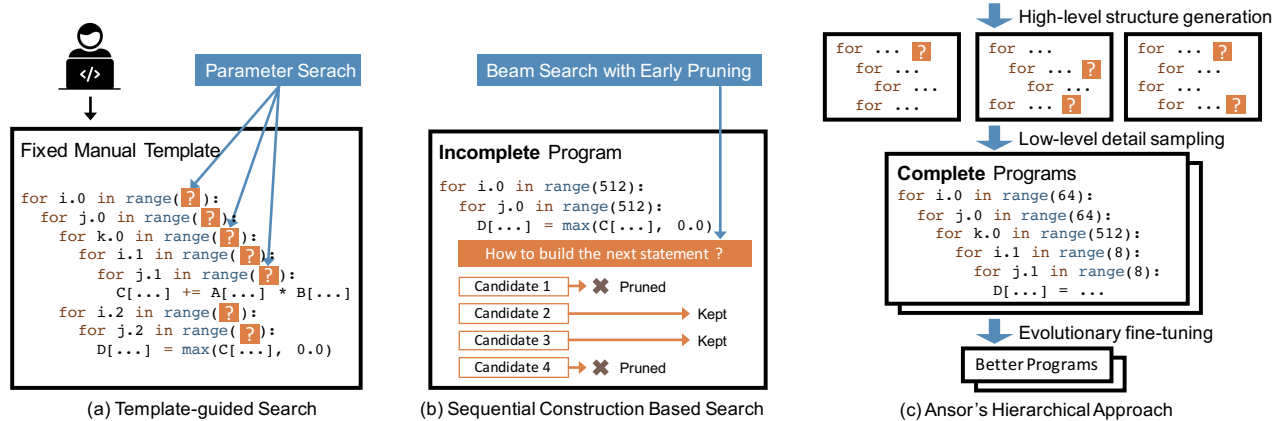 </>
Parameter Serach
Fixed Manual Template
for i.0 in range(?):
for j.0 in range(?):
for k.0 in range(?):
for i.1 in range(?):
for j.1 in range(?):
C[...] += A[...] * B[...]
for i.2 in range(?):
for j.2 in range(?):
D[...] = max(C[...], 0.0)
(a) Template-guided Search
Beam Search with Early Pruning
Incomplete Program
for i.0 in range(512):
for j.0 in range(512):
D[...] = max(C[...], 0.0)
How to build the next statement ?
Candidate 1 Pruned
Candidate 2 Kept
Candidate 3 Kept
Candidate 4 Pruned
(b) Sequential Construction Based Search
High-level structure generation
for ... ?
for ...
for ...
for ...
for ...
for ... ?
for ...
for ... ?
for ... ?
for ...
for ...
for ... ?
Low-level detail sampling
Complete Programs
for i.0 in range(64):
for j.0 in range(64):
for k.0 in range(512):
for i.1 in range(8):
for j.1 in range(8):
D[...] = ...
Evolutionary fine-tuning
Better Programs
(c) Ansor's Hierarchical Approach